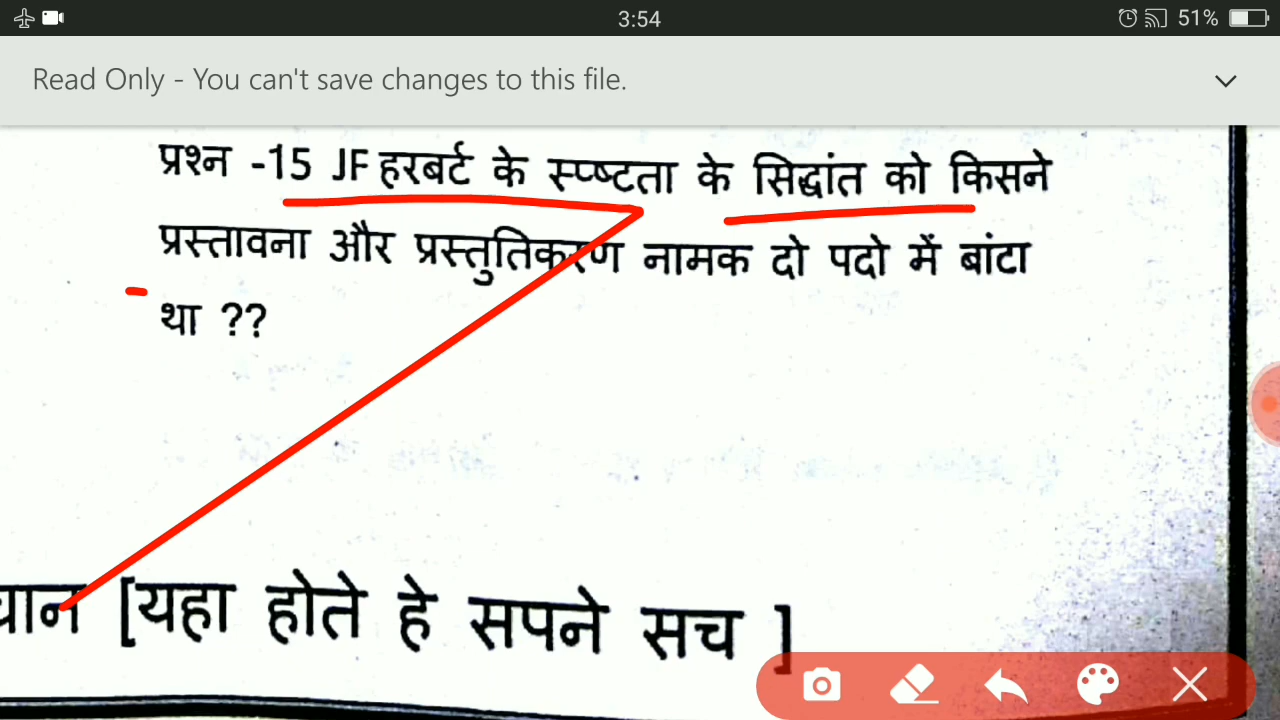 3:54
51%
Read Only - You can't save changes to this file.
प्रश्न -15 JF हरबर्ट के स्प्ष्टता के सिद्धांत को किसने
प्रस्तावना और प्रस्तुतिकरण नामक दो पदो में बांटा
था ??
[यहा होते हे सपने सच ]